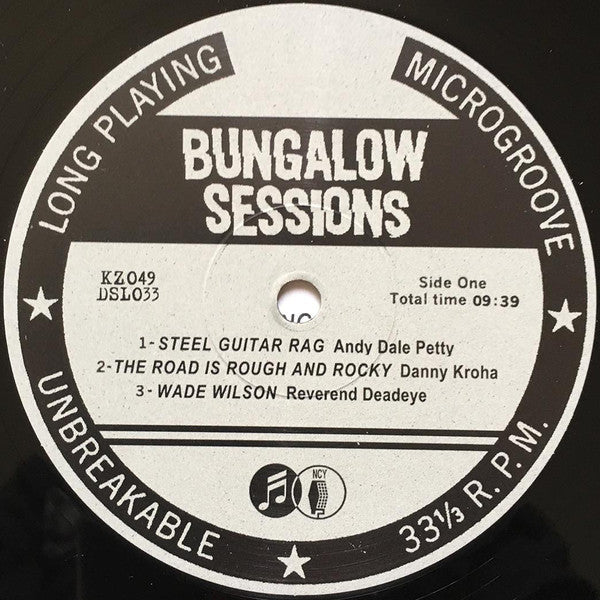 LONG PLAYING
MICROGROOVE
BUNGALOW
SESSIONS
KZ049
DSL033
Side One
Total time 09:39
1- STEEL GUITAR RAG Andy Dale Petty
2-THE ROAD IS ROUGH AND ROCKY Danny Kroha
3- WADE WILSON Reverend Deadeye
NCY
UNBREAKABLE
33⅓ R.P.M.